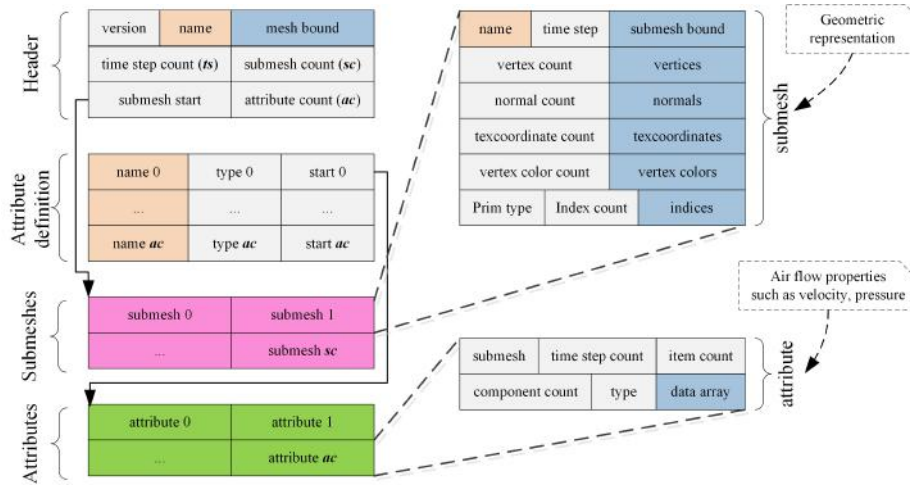 Header
version name mesh bound
time step count (ts) submesh count (sc)
submesh start attribute count (ac)
Attribute
definition
name 0 type 0 start 0
... ... ...
name ac type ac start ac
Submeshes
submesh 0 submesh 1
... submesh sc
Attributes
attribute 0 attribute 1
... attribute ac
name time step submesh bound
vertex count vertices
normal count normals
texcoordinate count texcoordinates
vertex color count vertex colors
Prim type Index count indices
submesh
Geometric
representation
Air flow properties
such as velocity, pressure
submesh time step count item count
component count type data array
attribute